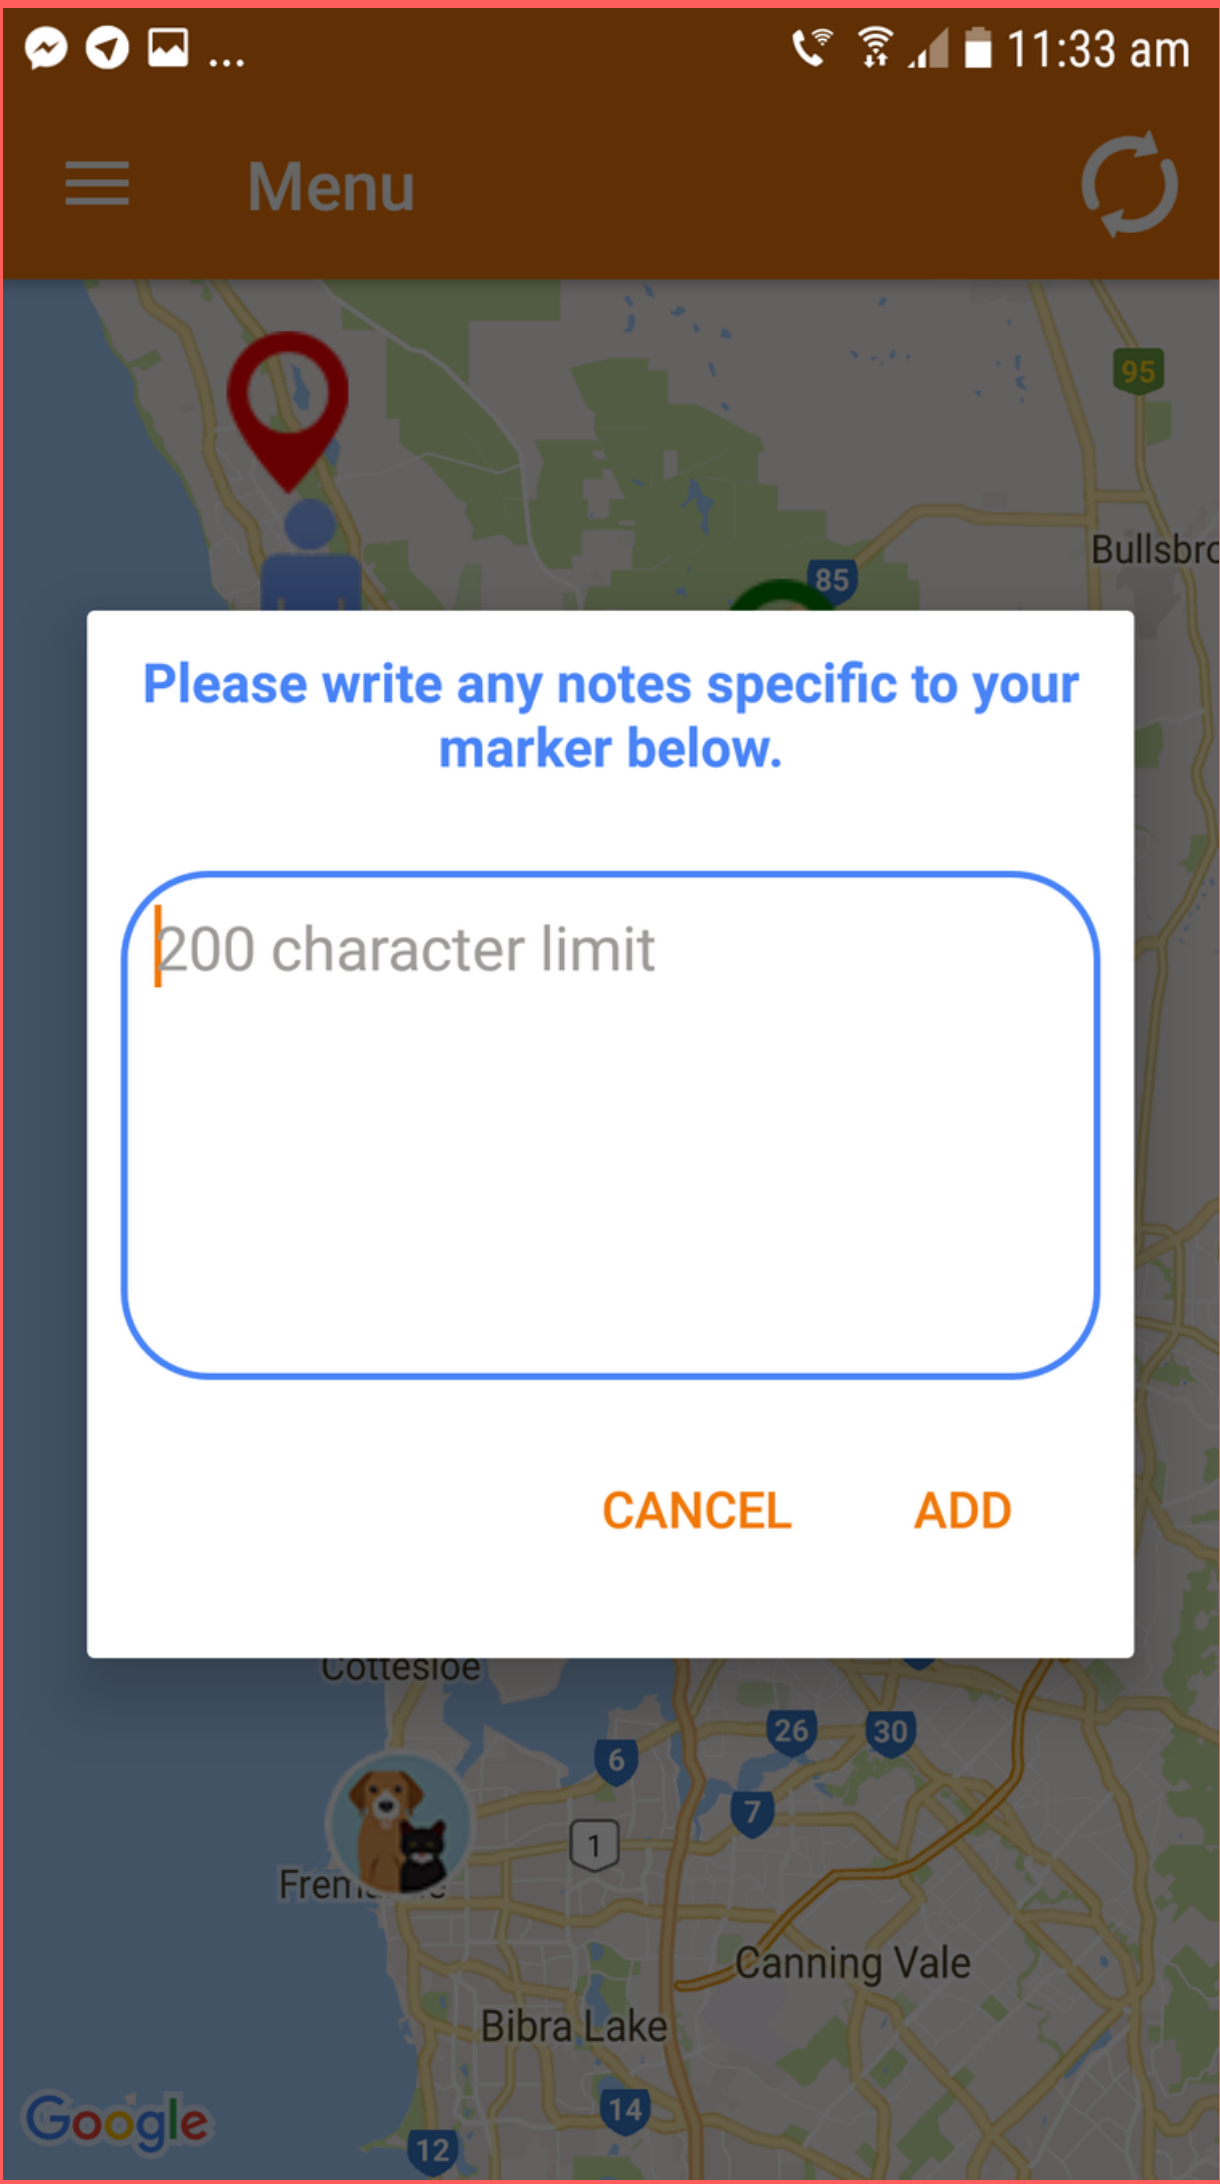 ... 11:33 am
Menu
95
Bullsbro
85
Please write any notes specific to your
marker below.
200 character limit
CANCEL ADD
Cottesloe
26 30
6
7
1
Canning Vale
Bibra Lake
Google
14
12